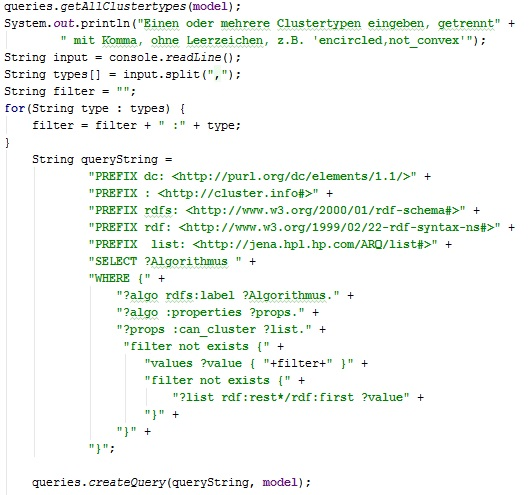 queries.getAllClustertypes(model);
System.out.println("Einen oder mehrere Clustertypen eingeben, getrennt" +
" mit Komma, ohne Leerzeichen, z.B. 'encircled,not_convex'");
String input = console.readLine();
String types[] = input.split(",");
String filter = "";
for(String type : types) {
filter = filter + " :" + type;
}
String queryString =
"PREFIX dc: <http://purl.org/dc/elements/1.1/>" +
"PREFIX : <http://cluster.info#>" +
"PREFIX rdfs: <http://www.w3.org/2000/01/rdf-schema#>" +
"PREFIX rdf: <http://www.w3.org/1999/02/22-rdf-syntax-ns#>" +
"PREFIX  list: <http://jena.hpl.hp.com/ARQ/list#>" +
"SELECT ?Algorithmus " +
"WHERE {" +
"?algo rdfs:label ?Algorithmus." +
"?algo :properties ?props." +
"?props :can_cluster ?list." +
"filter not exists {" +
"values ?value { "+filter+" }" +
"filter not exists {" +
"?list rdf:rest*/rdf:first ?value" +
"}" +
"}" +
"}";
queries.createQuery(queryString, model);